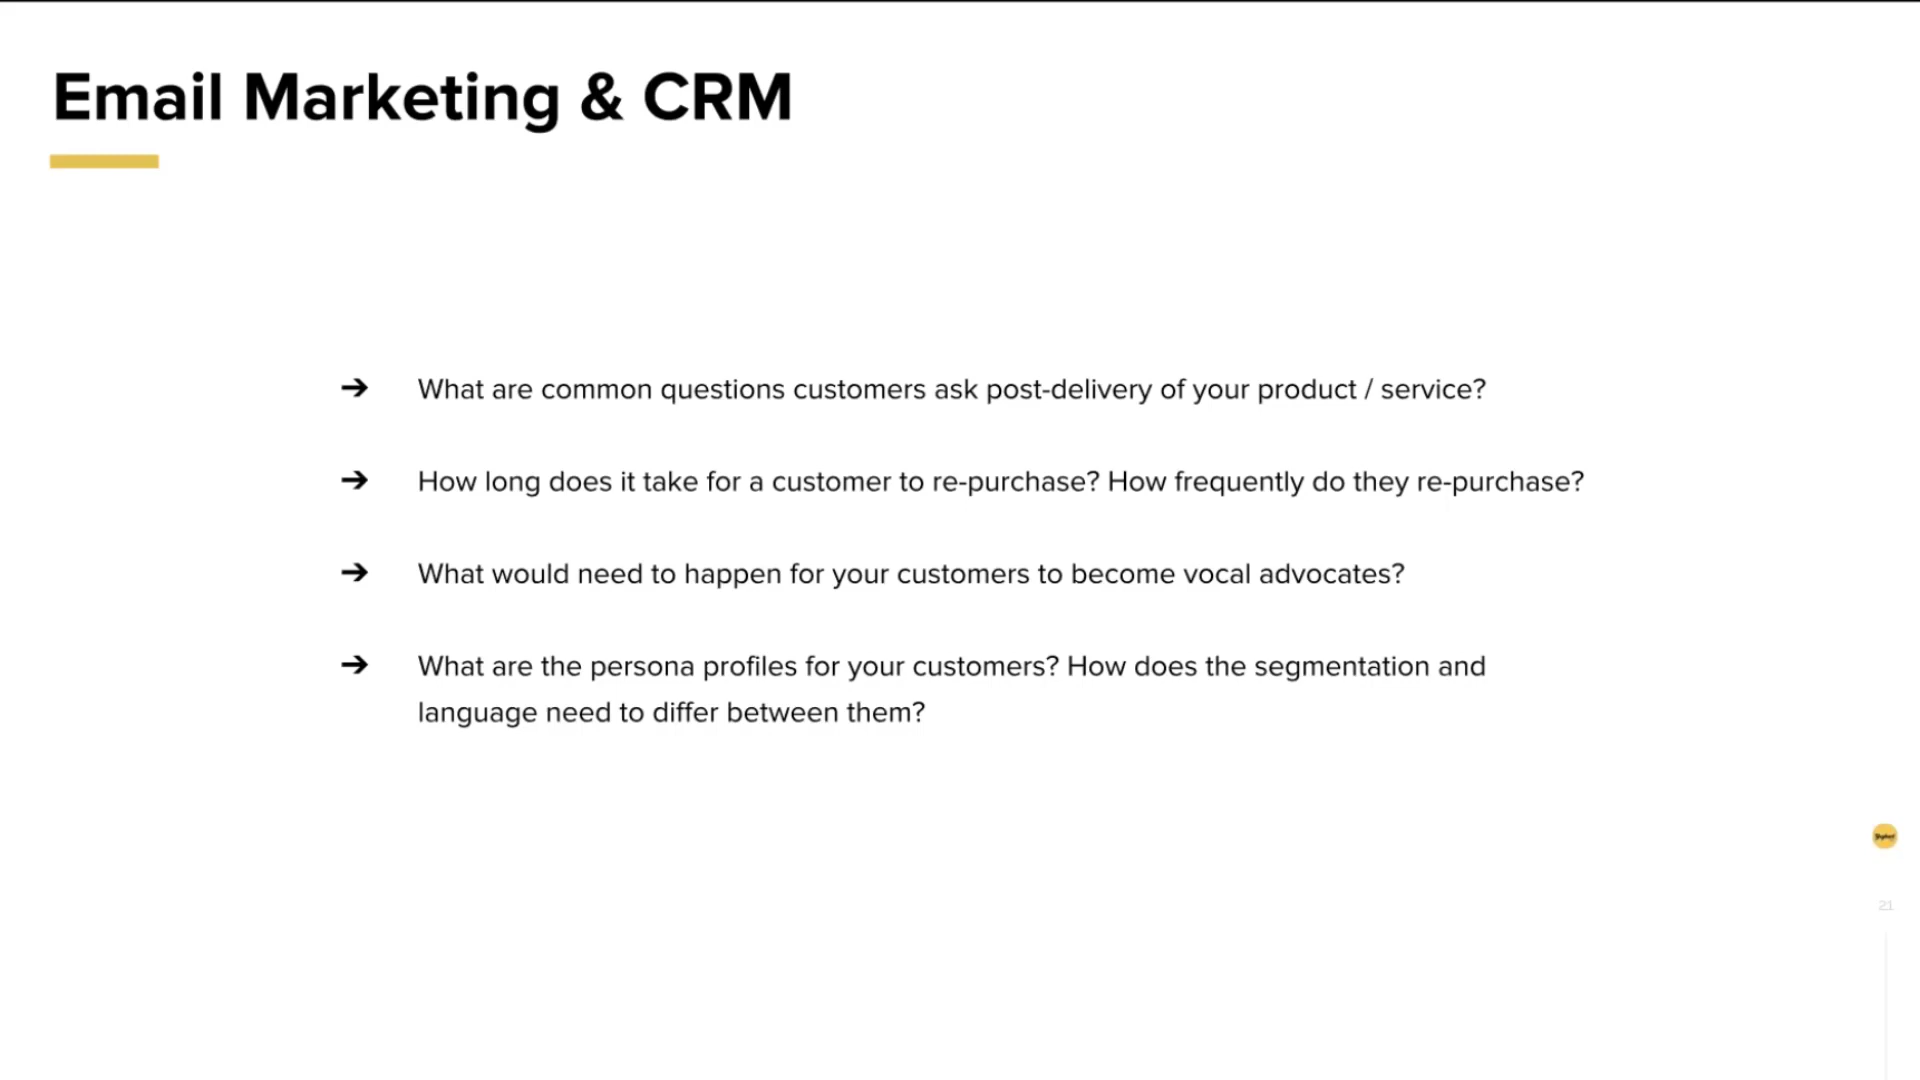 Email Marketing & CRM
➔ What are common questions customers ask post-delivery of your product / service?
➔ How long does it take for a customer to re-purchase? How frequently do they re-purchase?
➔ What would need to happen for your customers to become vocal advocates?
➔ What are the persona profiles for your customers? How does the segmentation and
language need to differ between them?
21